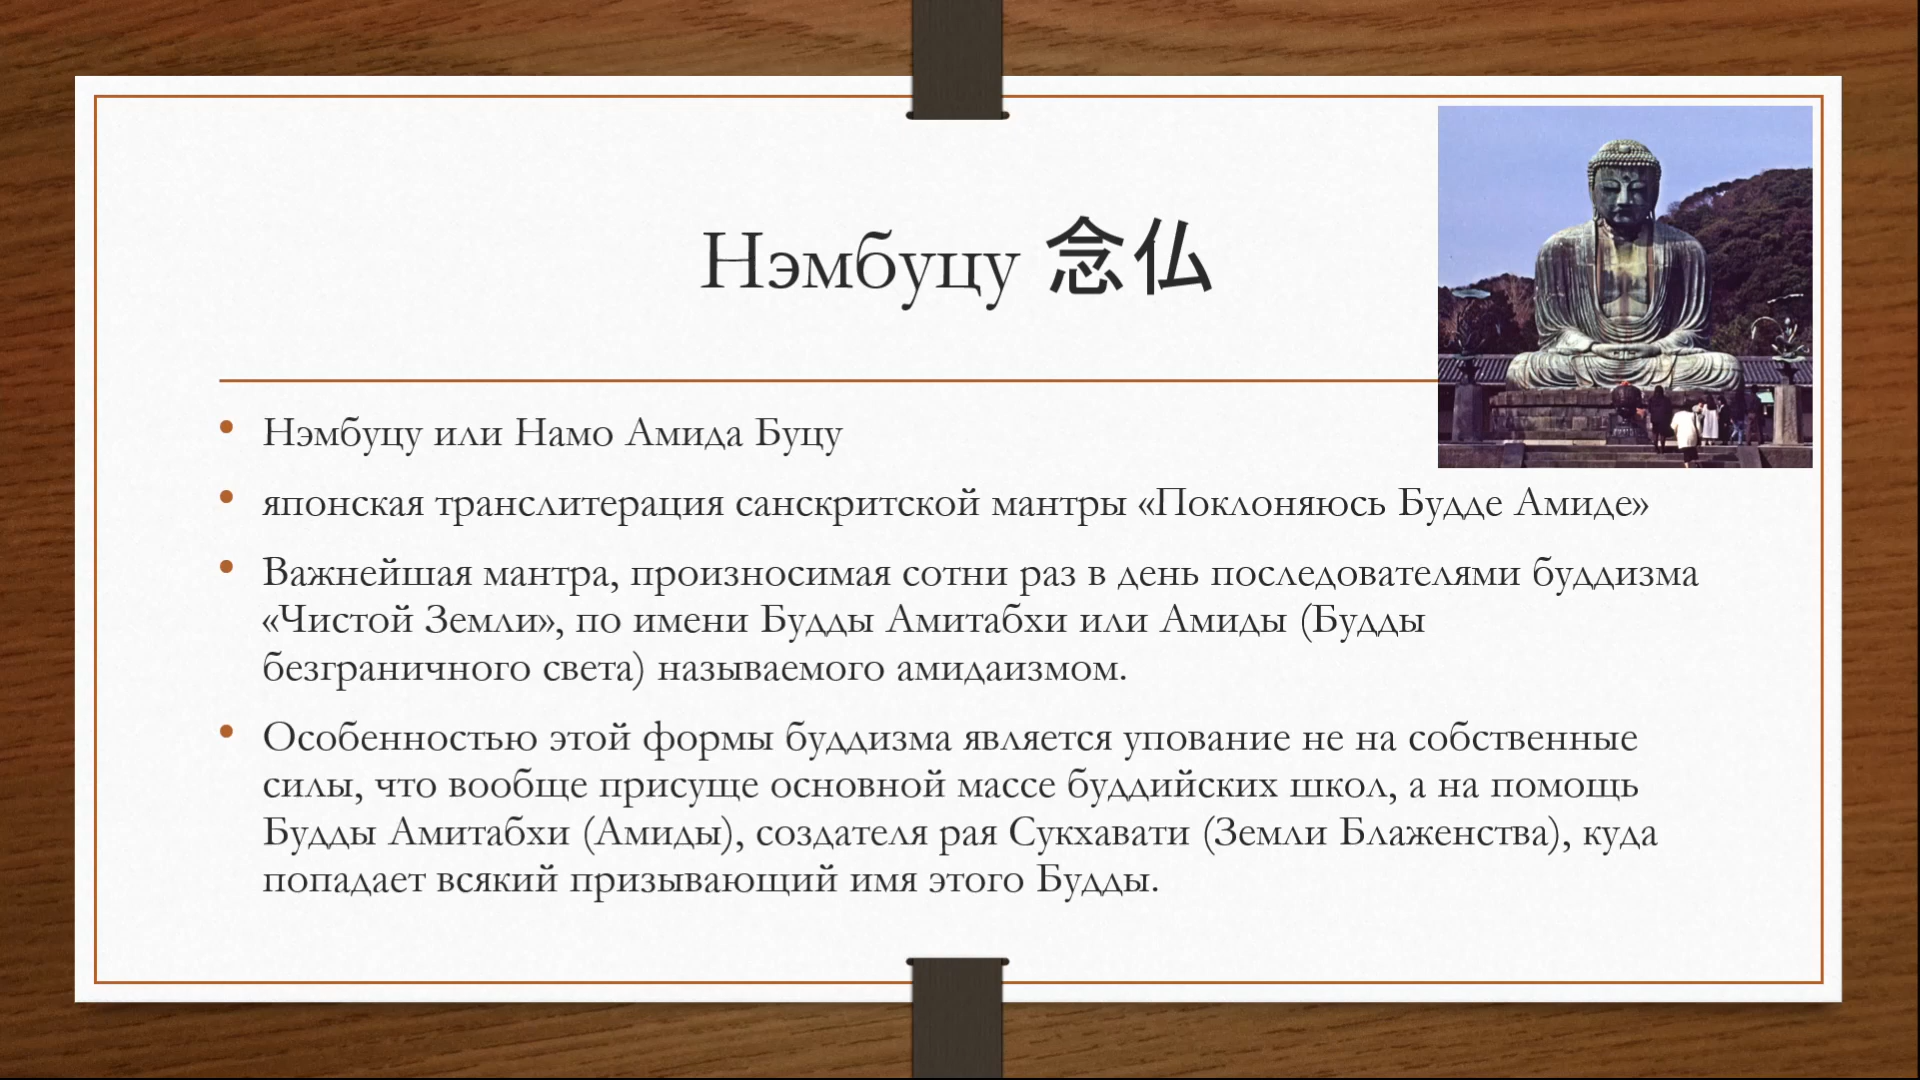 Нэмбуцу 念仏
Нэмбуцу или Намо Амида Буцу
японская транслитерация санскритской мантры «Поклоняюсь Будде Амиде»
Важнейшая мантра, произносимая сотни раз в день последователями буддизма
«Чистой Земли», по имени Будды Амитабхи или Амиды (Будды
безграничного света) называемого амидаизмом.
Особенностью этой формы буддизма является упование не на собственные
силы, что вообще присуще основной массе буддийских школ, а на помощь
Будды Амитабхи (Амиды), создателя рая Сукхавати (Земли Блаженства), куда
попадает всякий призывающий имя этого Будды.